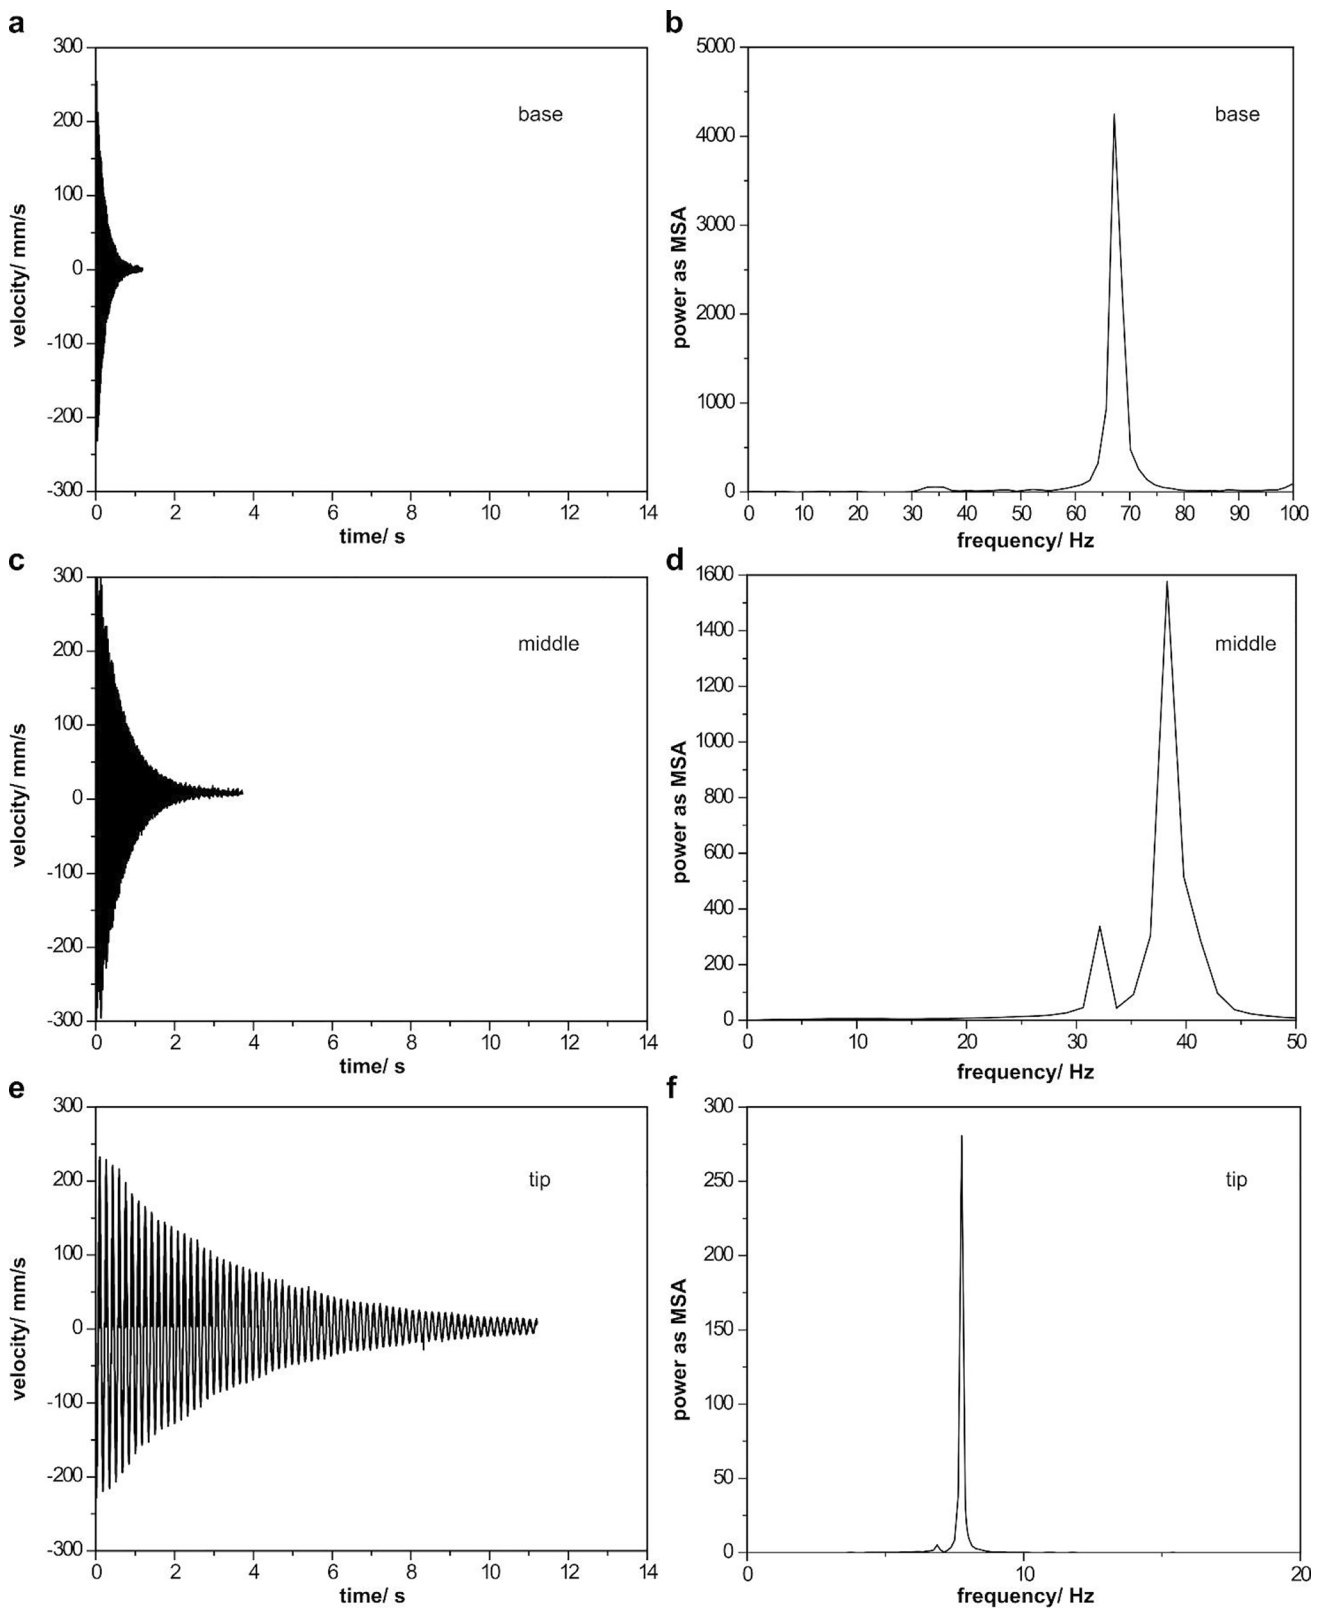 a
300
200
100
0
-100
-200
-300
velocity/ mm/s
base
0 2 4 6 8 10 12 14
time/ s
b
5000
4000
3000
2000
1000
0
power as MSA
base
0 10 20 30 40 50 60 70 80 90 100
frequency/ Hz
c
300
200
100
0
-100
-200
-300
velocity/ mm/s
middle
0 2 4 6 8 10 12 14
time/ s
d
1600
1400
1200
1000
800
600
400
200
0
power as MSA
middle
0 10 20 30 40 50
frequency/ Hz
e
300
200
100
0
-100
-200
-300
velocity/ mm/s
tip
0 2 4 6 8 10 12 14
time/ s
f
300
250
200
150
100
50
0
power as MSA
tip
0 10 20
frequency/ Hz